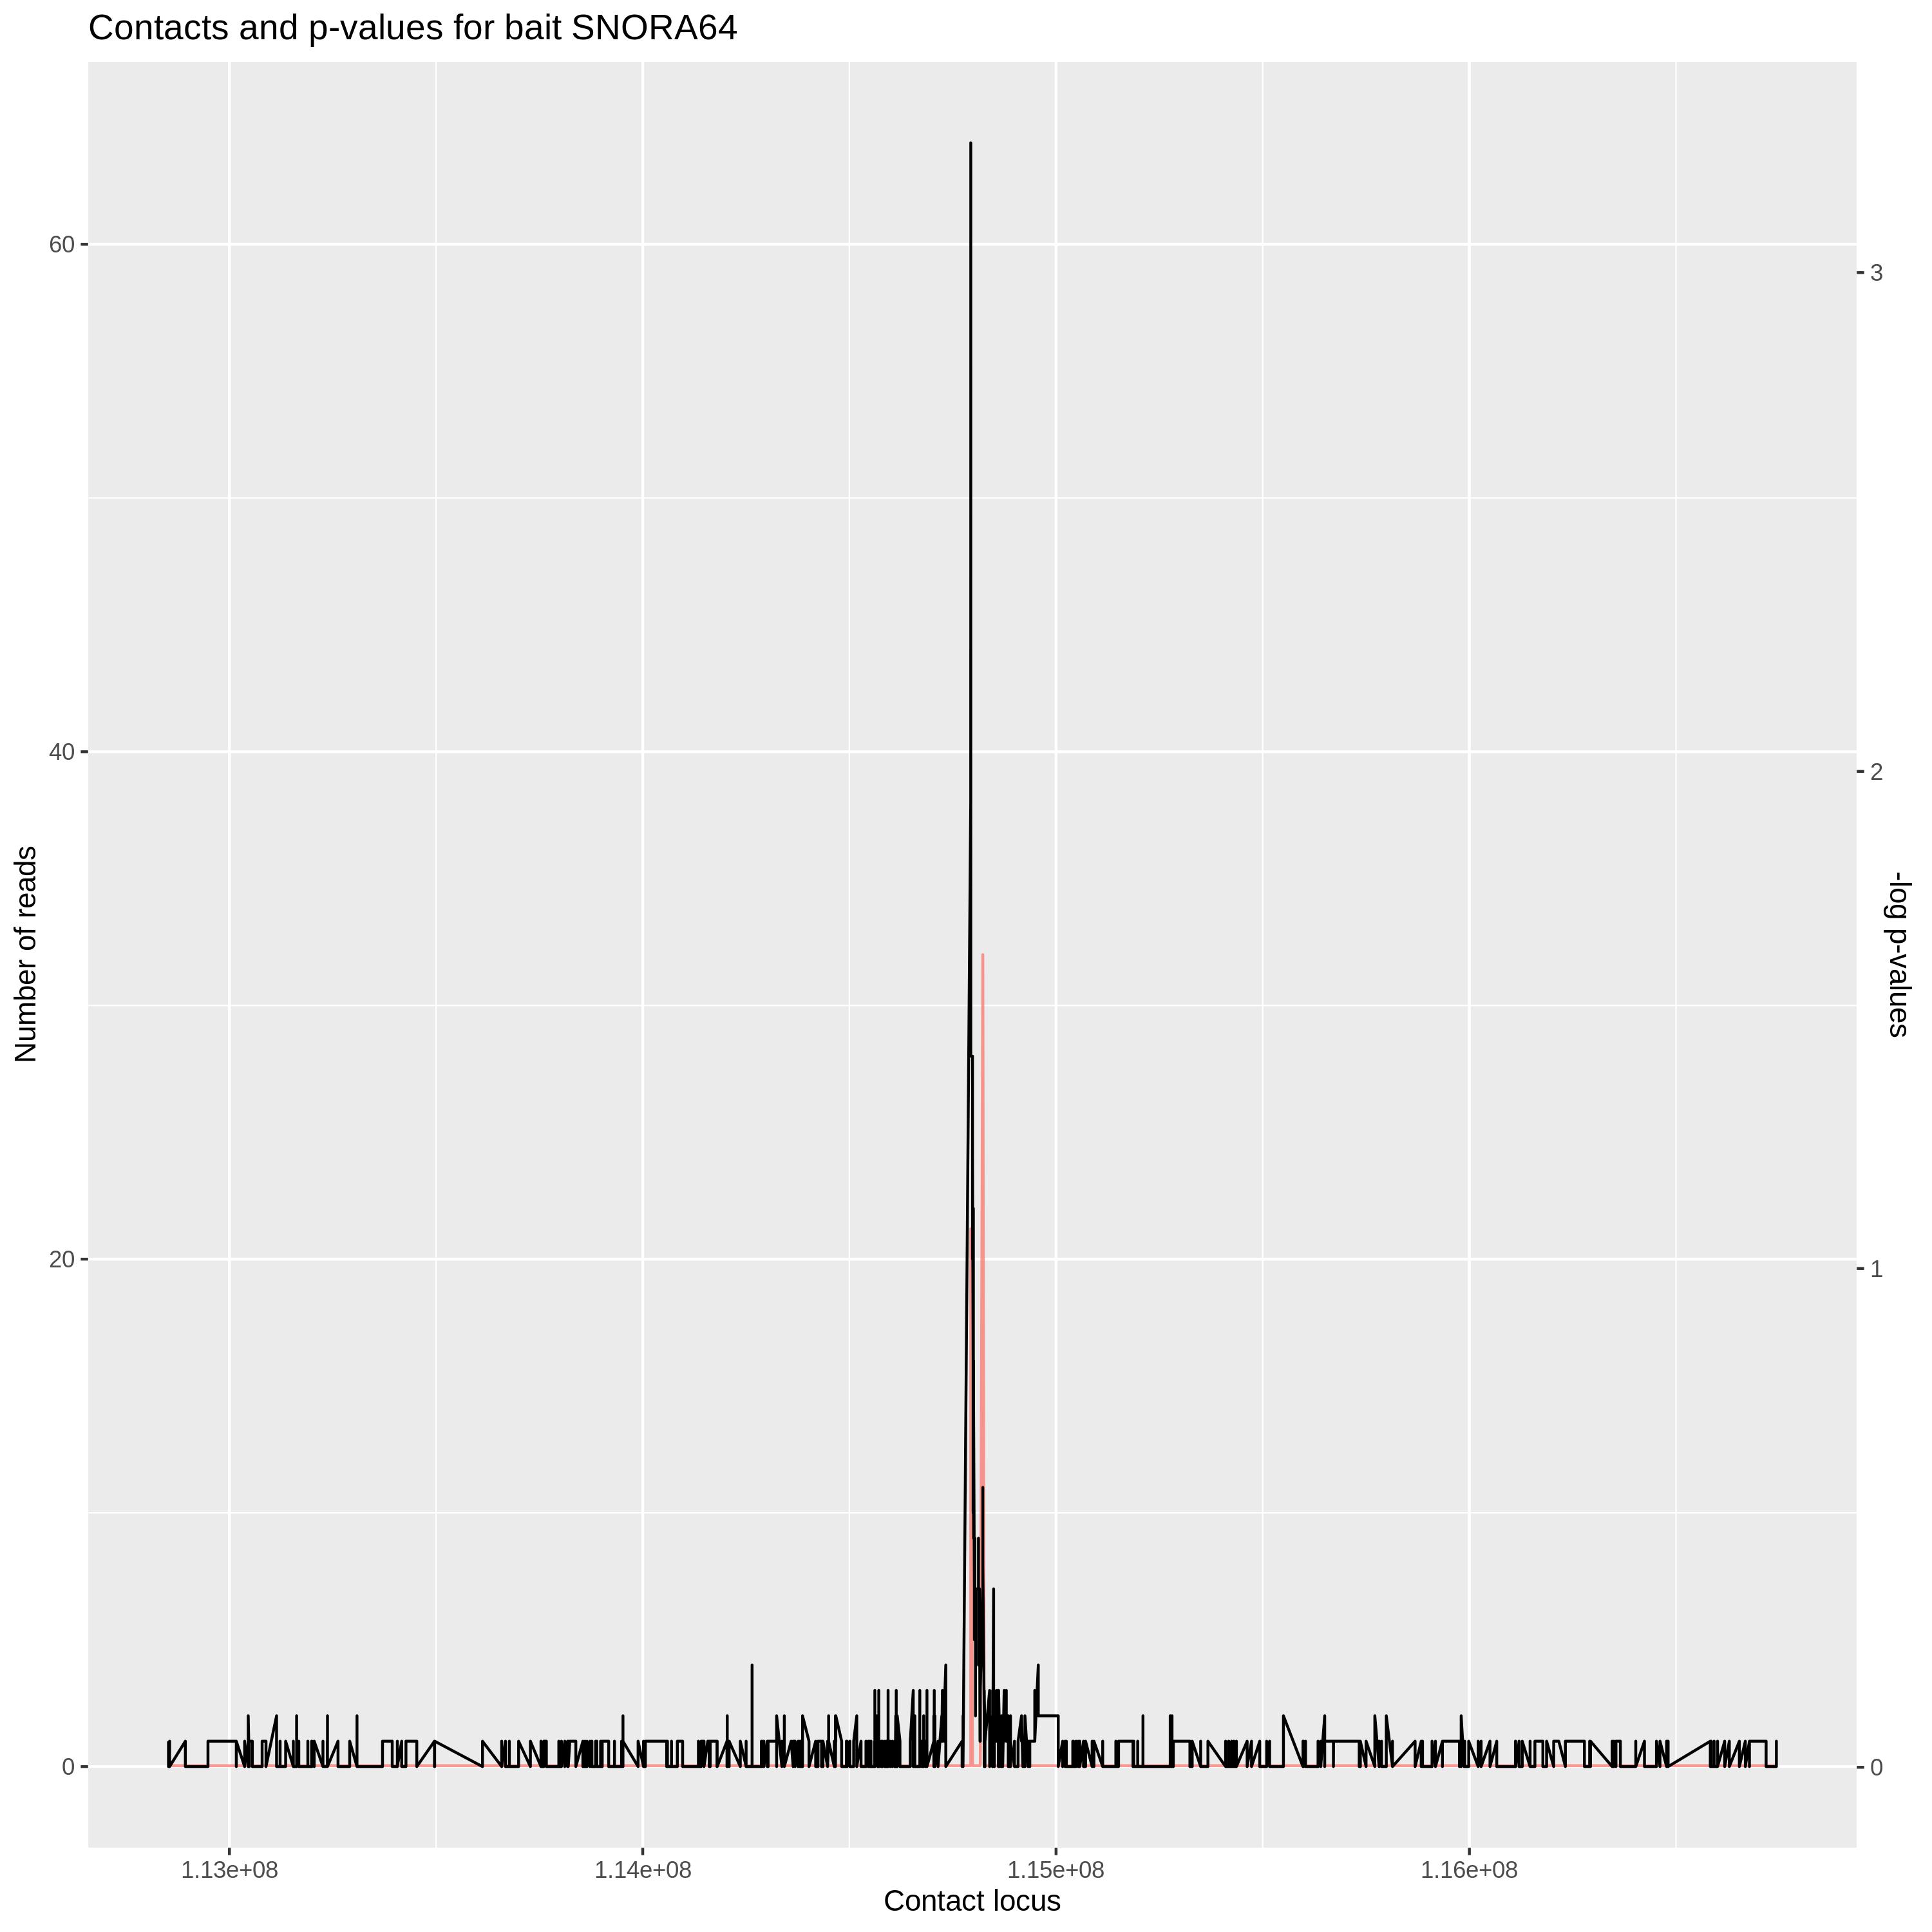 Contacts and p-values for bait SNORA64
60
40
20
0
Number of reads
3
2
1
0
-log p-values
1.13e+08 1.14e+08 1.15e+08 1.16e+08
Contact locus